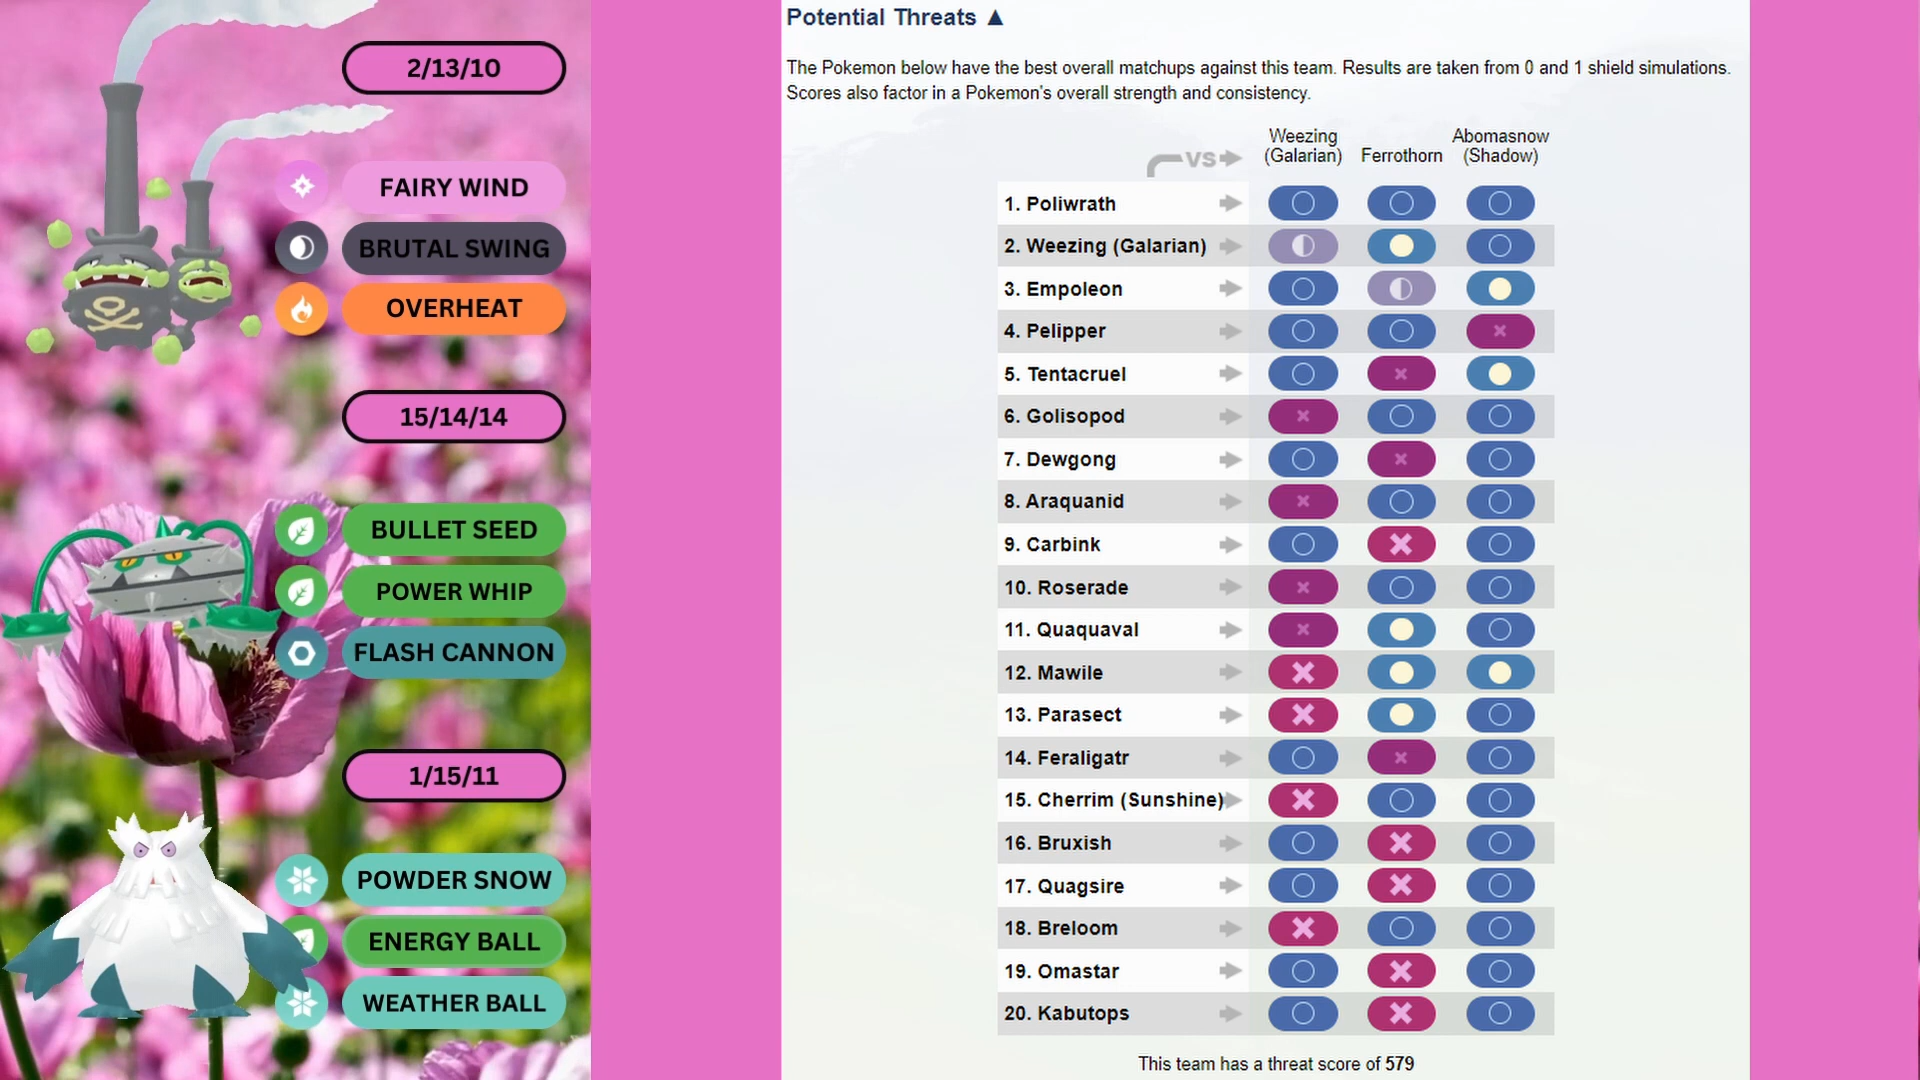 2/13/10
FAIRY WIND
BRUTAL SWING
OVERHEAT
15/14/14
BULLET SEED
POWER WHIP
FLASH CANNON
1/15/11
POWDER SNOW
ENERGY BALL
WEATHER BALL
Potential Threats ▲
The Pokemon below have the best overall matchups against this team. Results are taken from 0 and 1 shield simulations.
Scores also factor in a Pokemon's overall strength and consistency.
VS
Weezing
(Galarian)
Ferrothorn
Abomasnow
(Shadow)
1. Poliwrath
2. Weezing (Galarian)
3. Empoleon
4. Pelipper
5. Tentacruel
6. Golisopod
7. Dewgong
8. Araquanid
9. Carbink
10. Roserade
11. Quaquaval
12. Mawile
13. Parasect
14. Feraligatr
15. Cherrim (Sunshine)
16. Bruxish
17. Quagsire
18. Breloom
19. Omastar
20. Kabutops
This team has a threat score of 579